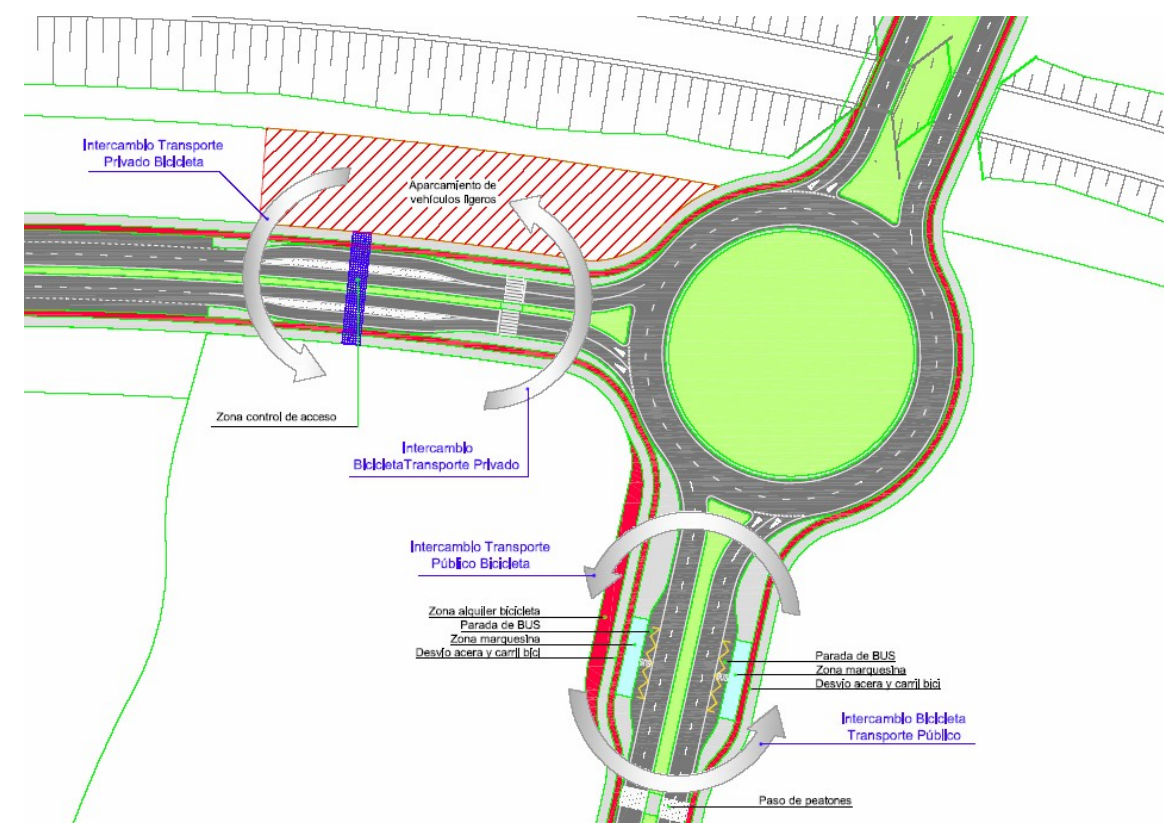 Intercambio Transporte
Privado Bicicleta
Aparcamiento de
vehículos ligeros
Zona control de acceso
Intercambio
BicicletaTransporte Privado
Intercambio Transporte
Público Bicicleta
Zona alquiler bicicleta
Parada de BUS
Zona marquesina
Desvío acera y carril bici
Parada de BUS
Zona marquesina
Desvio acera y carril bici
Intercambio Bicicleta
Transporte Público
Paso de peatones